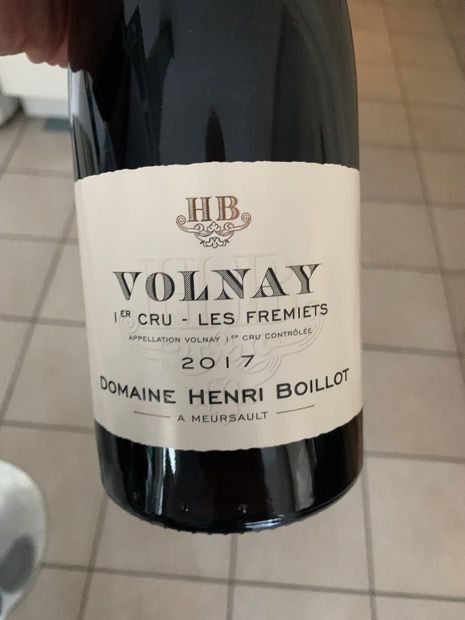 HB
VOLNAY
1ER CRU - LES FREMIETS
APPELLATION VOLNAY 1ER CRU CONTRÔLÉE
2017
DOMAINE HENRI BOILLOT
A MEURSAULT